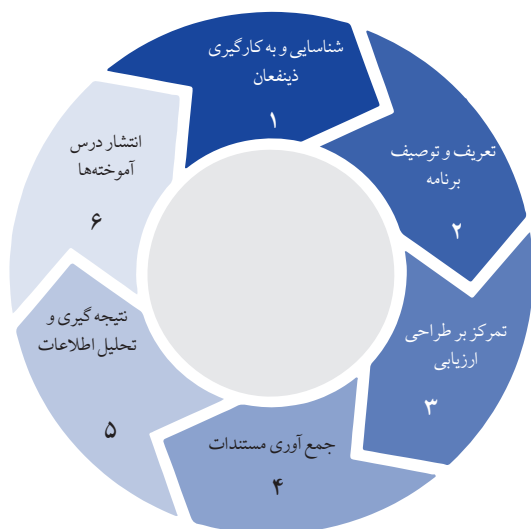 شناسایی و به کارگیری
ذینفعان
۱
تعریف و توصیف
برنامه
۲
تمرکز بر طراحی
ارزیابی
۳
جمع آوری مستندات
۴
نتیجه گیری و
تحلیل اطلاعات
۵
انتشار درس
آموخته‌ها
۶